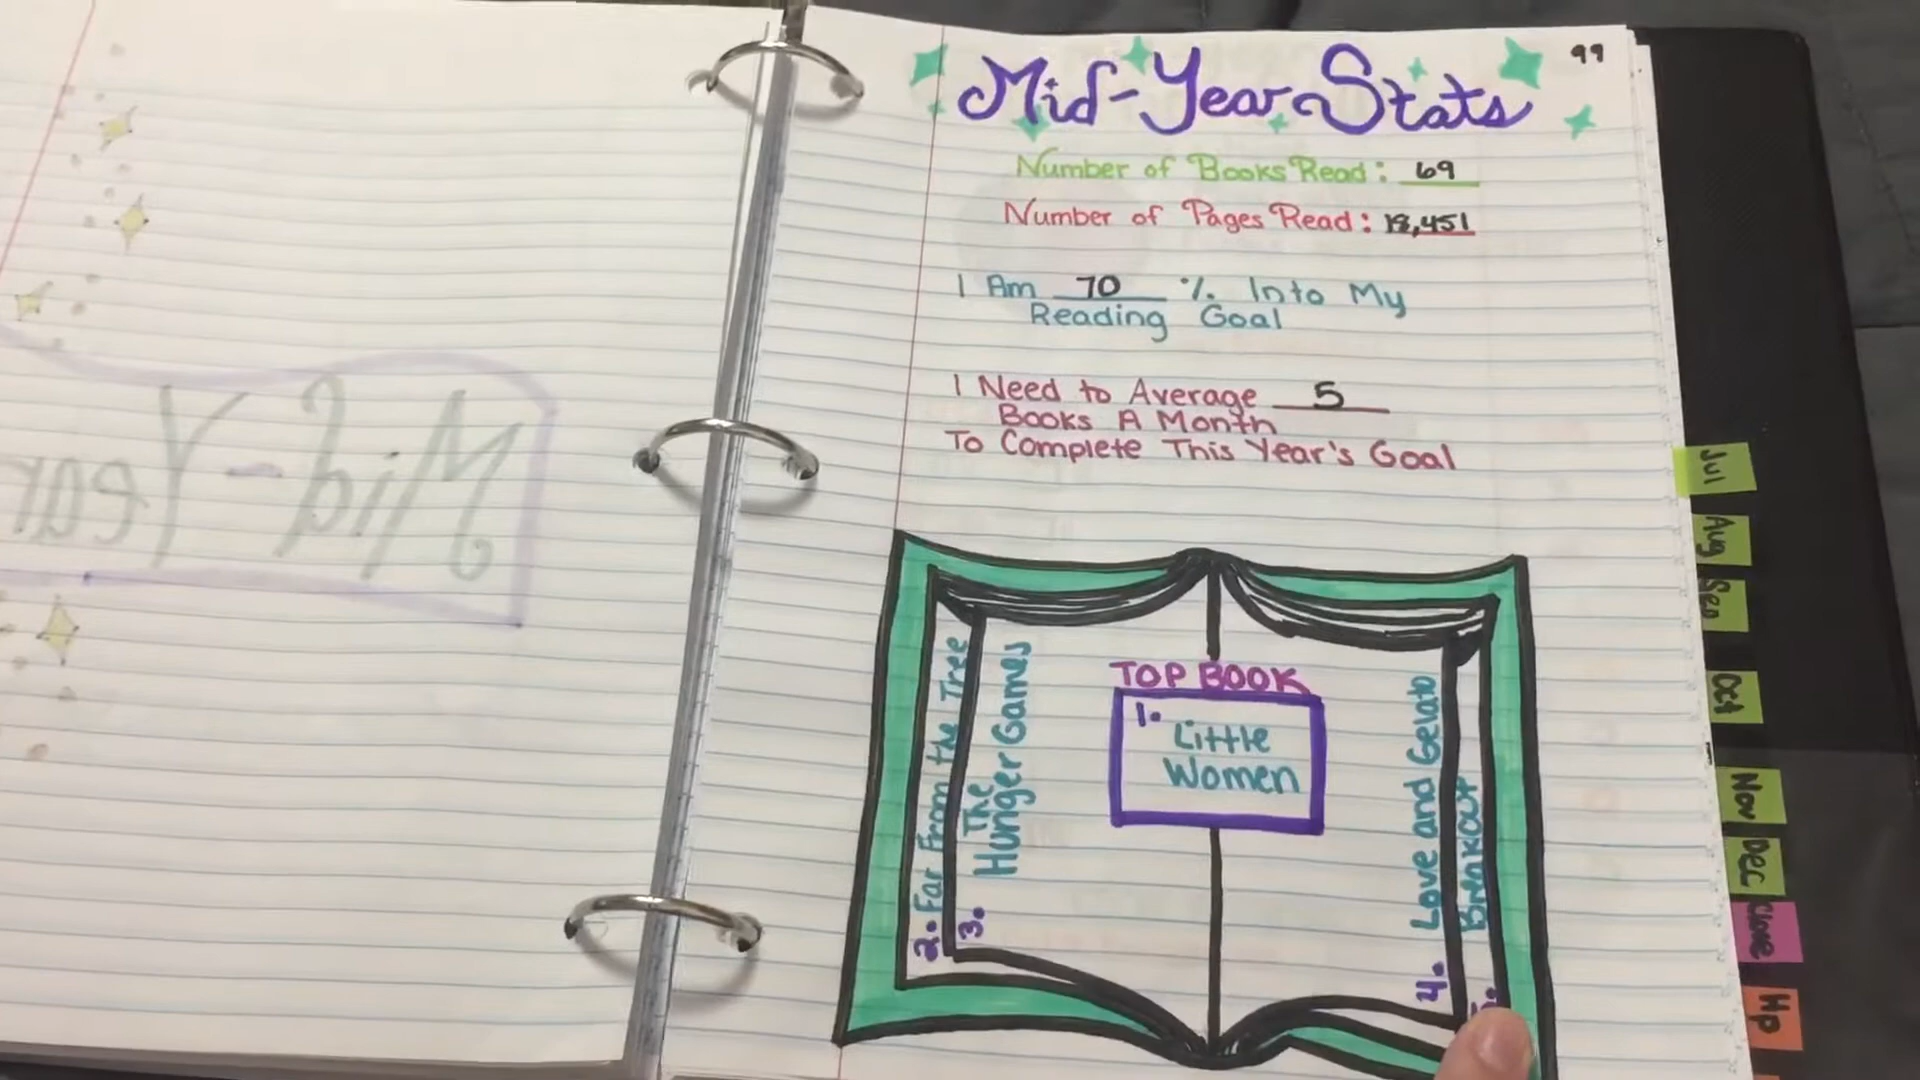 Mid-Year
99
Mid-Year Stats
Number of Books Read: 69
Number of Pages Read: 18,451
I Am 70 % Into My
Reading Goal
I Need to Average 5
Books A Month
To Complete This Year's Goal
TOP BOOK
1. Little
Women
2. Far From the Tree
3. The
Hunger Games
4. Love and Gelato
Breakout
Jul
Aug
Sep
Oct
Nov
Dec
Close
Hp